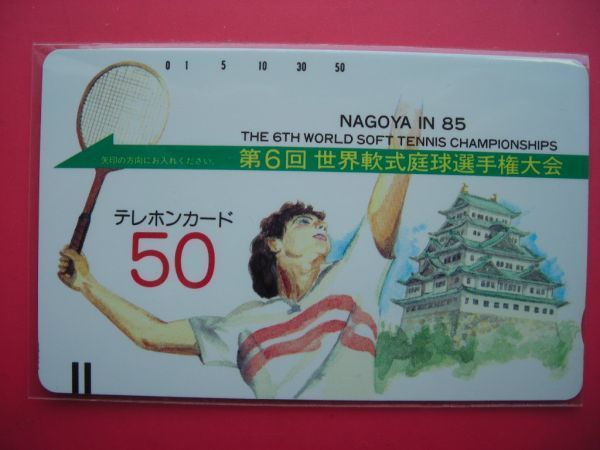 0 1 5 10 30 50
NAGOYA IN 85
THE 6TH WORLD SOFT TENNIS CHAMPIONSHIPS
矢印の方向にお入れください。
第6回 世界軟式庭球選手権大会
テレホンカード
50